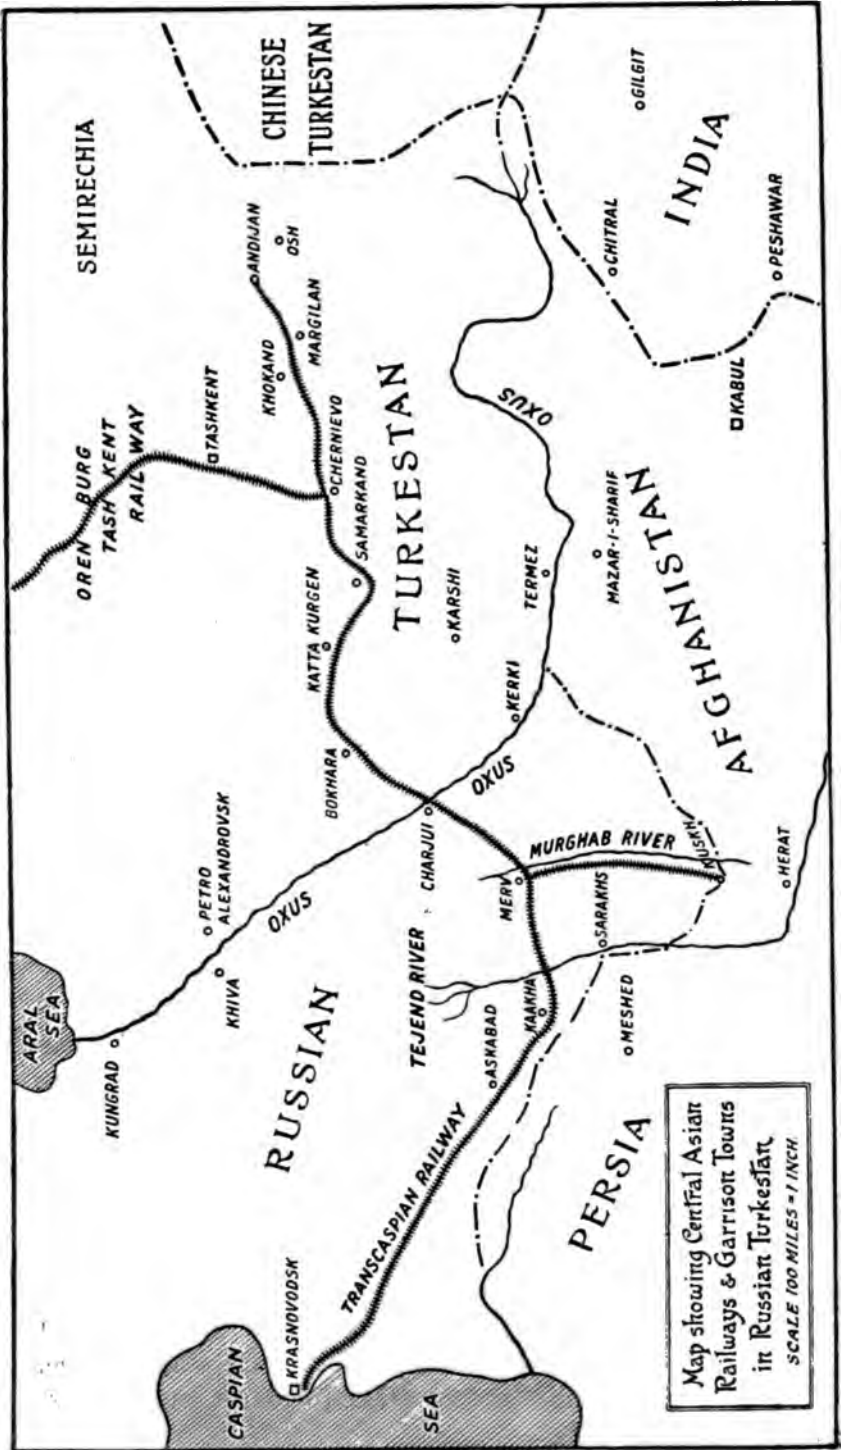 SEMIRECHIA
CHINESE
TURKESTAN
OREN BURG
TASH KENT
RAIL WAY
TASHKENT
ANDIJAN
OSH
KHOKAND
MARGILAN
CHERNIEVO
SAMARKAND
KATTA KURGEN
BOKHARA
TURKESTAN
KARSHI
OXUS
TERMEZ
KERKI
OXUS
CHARJUI
MAZAR-I-SHARIF
AFGHANISTAN
KABUL
CHITRAL
GILGIT
INDIA
PESHAWAR
ARAL
SEA
KUNGRAD
PETRO
ALEXANDROVSK
KHIVA
OXUS
RUSSIAN
TEJEND RIVER
MERV
MURGHAB RIVER
KUSKH
HERAT
SARAKHS
MESHED
KAAKHA
ASKABAD
TRANSCASPIAN RAILWAY
KRASNOVODSK
CASPIAN
SEA
PERSIA
Map showing Central Asian
Railways & Garrison Towns
in Russian Turkestan
SCALE 100 MILES = 1 INCH.